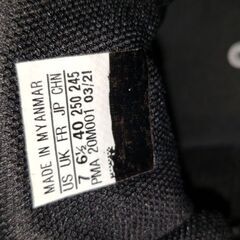 MADE IN MYANMAR
US UK FR JP CHN
7 6½ 40 250 245
PMA 20M001 03/21